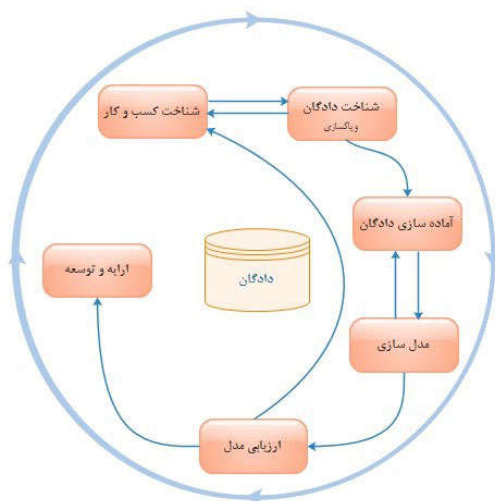 شناخت کسب و کار
شناخت دادگان
وپاکسازی
آماده سازی دادگان
مدل سازی
ارزیابی مدل
ارایه و توسعه
دادگان